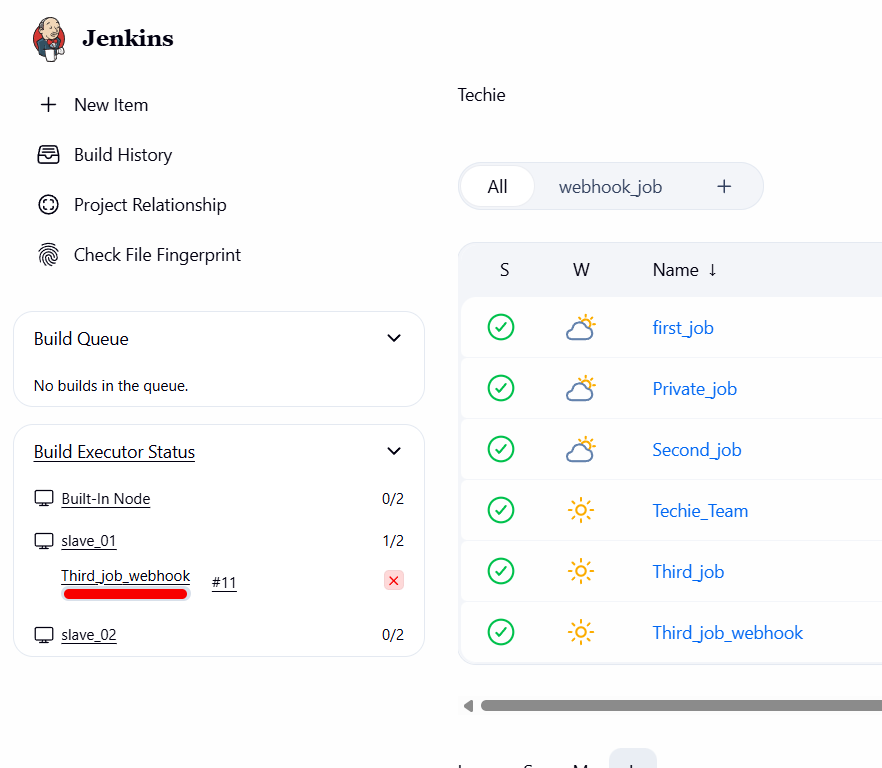 Jenkins
New Item
Build History
Project Relationship
Check File Fingerprint
Build Queue
No builds in the queue.
Build Executor Status
Built-In Node 0/2
slave_01 1/2
Third_job_webhook #11
slave_02 0/2
Techie
All webhook_job +
S W Name ↓
first_job
Private_job
Second_job
Techie_Team
Third_job
Third_job_webhook